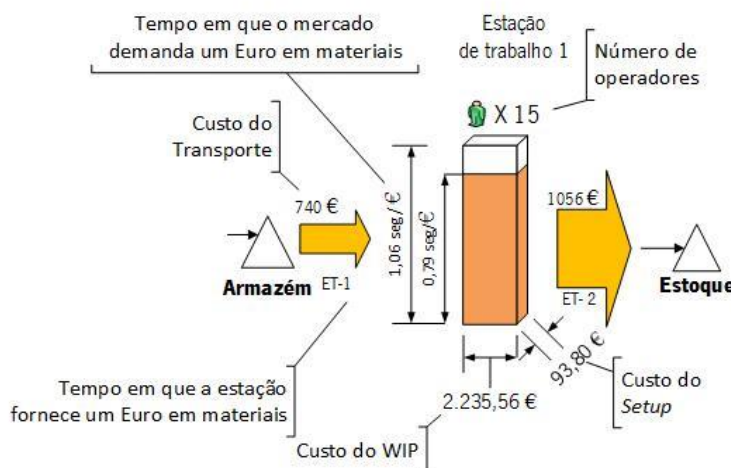 Tempo em que o mercado
demanda um Euro em materiais
Estação
de trabalho 1
Número de
operadores
X 15
Custo do
Transporte
740 €
1,06 seg/€
0,79 seg/€
1056 €
Armazém
ET-1
ET- 2
Estoque
93,80 €
Tempo em que a estação
fornece um Euro em materiais
2.235,56 €
Custo do
Setup
Custo do WIP